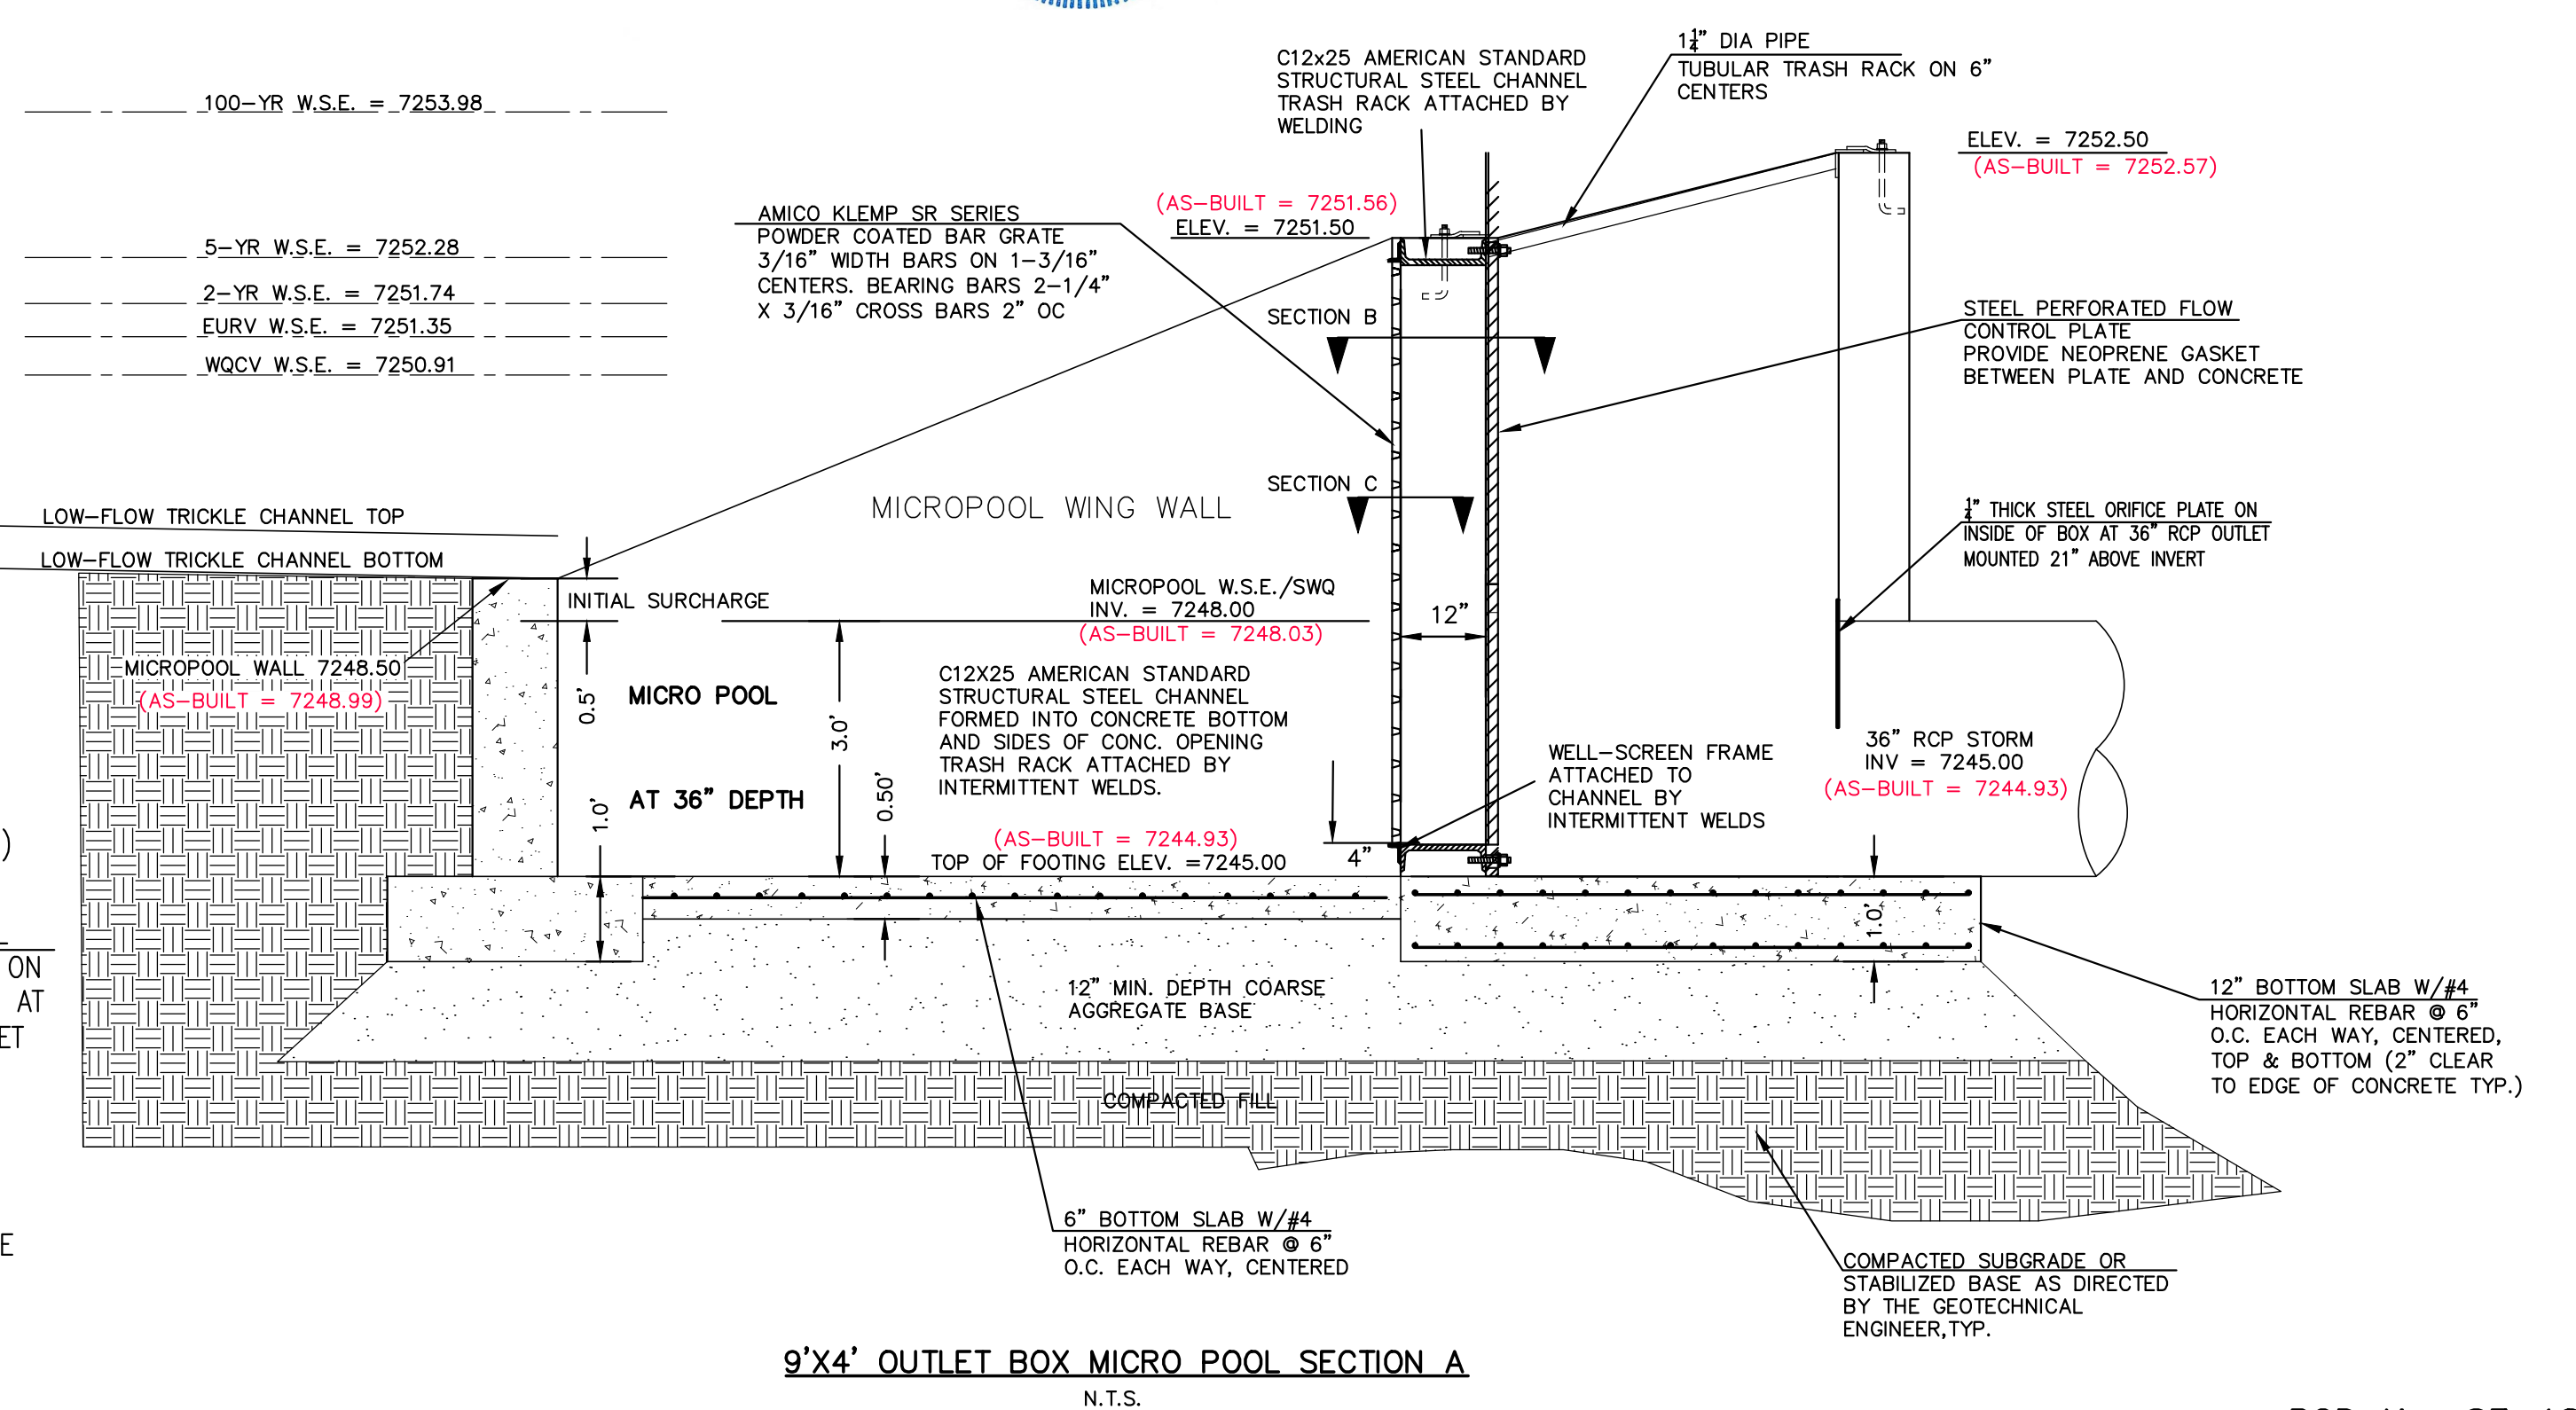 100-YR W.S.E. = 7253.98
5-YR W.S.E. = 7252.28
2-YR W.S.E. = 7251.74
EURV W.S.E. = 7251.35
WQCV W.S.E. = 7250.91
C12x25 AMERICAN STANDARD
STRUCTURAL STEEL CHANNEL
TRASH RACK ATTACHED BY
WELDING
1¼" DIA PIPE
TUBULAR TRASH RACK ON 6"
CENTERS
ELEV. = 7252.50
(AS-BUILT = 7252.57)
AMICO KLEMP SR SERIES
POWDER COATED BAR GRATE
3/16" WIDTH BARS ON 1-3/16"
CENTERS. BEARING BARS 2-1/4"
X 3/16" CROSS BARS 2" OC
(AS-BUILT = 7251.56)
ELEV. = 7251.50
SECTION B
SECTION C
STEEL PERFORATED FLOW
CONTROL PLATE
PROVIDE NEOPRENE GASKET
BETWEEN PLATE AND CONCRETE
MICROPOOL WING WALL
LOW-FLOW TRICKLE CHANNEL TOP
LOW-FLOW TRICKLE CHANNEL BOTTOM
¼" THICK STEEL ORIFICE PLATE ON
INSIDE OF BOX AT 36" RCP OUTLET
MOUNTED 21" ABOVE INVERT
INITIAL SURCHARGE
MICROPOOL W.S.E./SWQ
INV. = 7248.00
(AS-BUILT = 7248.03)
12"
MICROPOOL WALL 7248.50
(AS-BUILT = 7248.99)
0.5'
MICRO POOL
AT 36" DEPTH
3.0'
1.0'
0.50'
C12X25 AMERICAN STANDARD
STRUCTURAL STEEL CHANNEL
FORMED INTO CONCRETE BOTTOM
AND SIDES OF CONC. OPENING
TRASH RACK ATTACHED BY
INTERMITTENT WELDS.
(AS-BUILT = 7244.93)
TOP OF FOOTING ELEV. =7245.00
4"
WELL-SCREEN FRAME
ATTACHED TO
CHANNEL BY
INTERMITTENT WELDS
36" RCP STORM
INV = 7245.00
(AS-BUILT = 7244.93)
1.0'
)
ON
AT
ET
E
12" MIN. DEPTH COARSE
AGGREGATE BASE
COMPACTED FILL
12" BOTTOM SLAB W/#4
HORIZONTAL REBAR @ 6"
O.C. EACH WAY, CENTERED,
TOP & BOTTOM (2" CLEAR
TO EDGE OF CONCRETE TYP.)
6" BOTTOM SLAB W/#4
HORIZONTAL REBAR @ 6"
O.C. EACH WAY, CENTERED
COMPACTED SUBGRADE OR
STABILIZED BASE AS DIRECTED
BY THE GEOTECHNICAL
ENGINEER,TYP.
9'X4' OUTLET BOX MICRO POOL SECTION A
N.T.S.